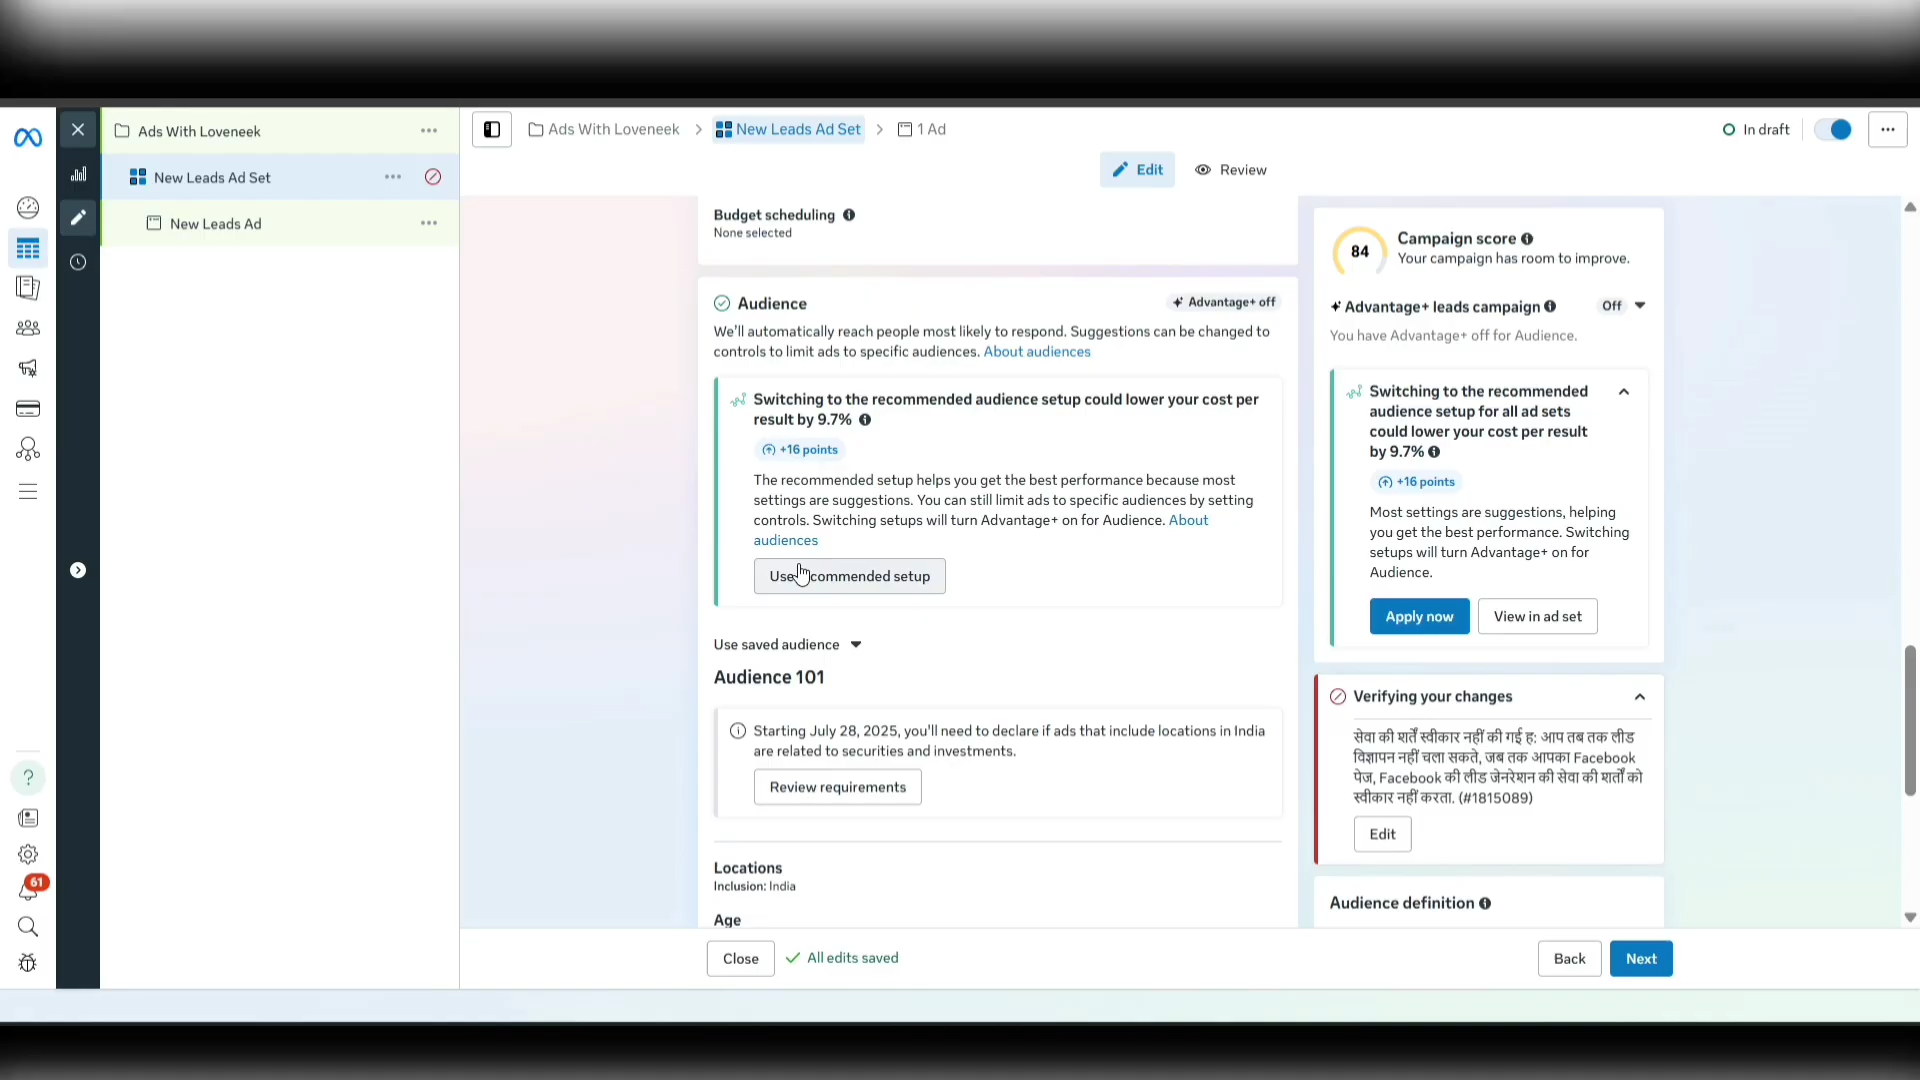 Ads With Loveneek
New Leads Ad Set
New Leads Ad
61
Ads With Loveneek
New Leads Ad Set
1 Ad
In draft
Edit
Review
Budget scheduling
None selected
Audience
Advantage+ off
We'll automatically reach people most likely to respond. Suggestions can be changed to
controls to limit ads to specific audiences. About audiences
Switching to the recommended audience setup could lower your cost per
result by 9.7%
+16 points
The recommended setup helps you get the best performance because most
settings are suggestions. You can still limit ads to specific audiences by setting
controls. Switching setups will turn Advantage+ on for Audience. About
audiences
Use recommended setup
Use saved audience
Audience 101
Starting July 28, 2025, you'll need to declare if ads that include locations in India
are related to securities and investments.
Review requirements
Locations
Inclusion: India
Age
84
Campaign score
Your campaign has room to improve.
Advantage+ leads campaign
Off
You have Advantage+ off for Audience.
Switching to the recommended
audience setup for all ad sets
could lower your cost per result
by 9.7%
+16 points
Most settings are suggestions, helping
you get the best performance. Switching
setups will turn Advantage+ on for
Audience.
Apply now
View in ad set
Verifying your changes
सेवा की शर्तें स्वीकार नहीं की गई ह: आप तब तक लीड
विज्ञापन नहीं चला सकते, जब तक आपका Facebook
पेज, Facebook की लीड जेनरेशन की सेवा की शर्तों को
स्वीकार नहीं करता. (#1815089)
Edit
Audience definition
Close
All edits saved
Back
Next